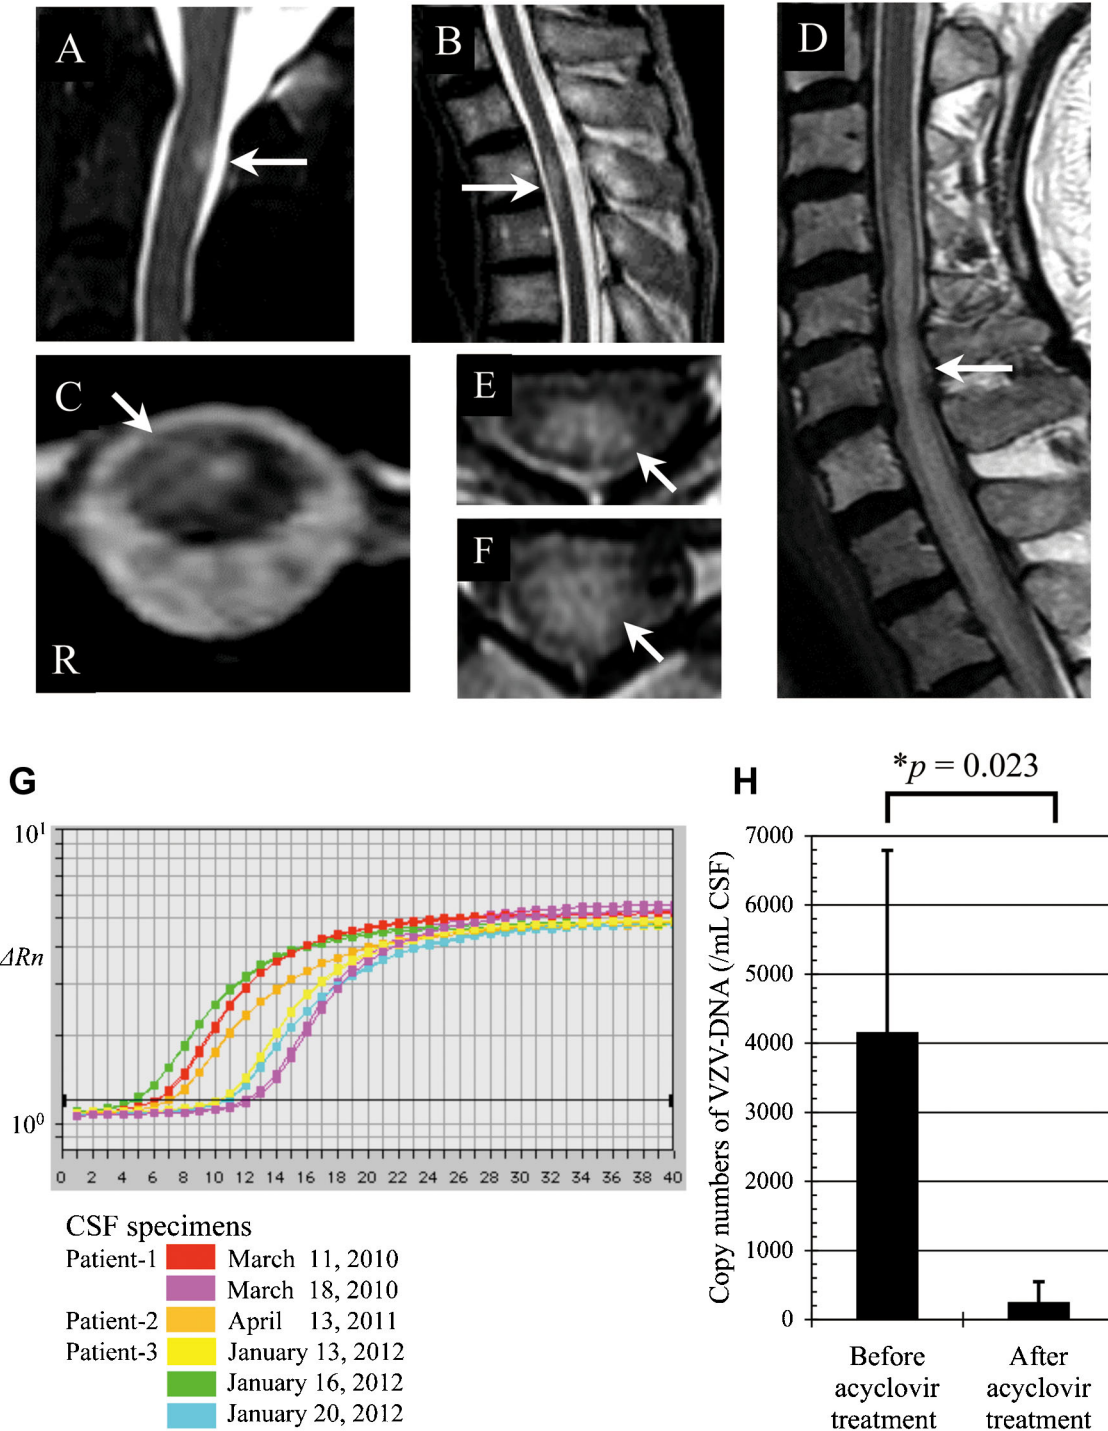 A
B
D
C
E
F
R
G
10¹
ΔRn
10⁰
0 2 4 6 8 10 12 14 16 18 20 22 24 26 28 30 32 34 36 38 40
CSF specimens
Patient-1 March 11, 2010
March 18, 2010
Patient-2 April 13, 2011
Patient-3 January 13, 2012
January 16, 2012
January 20, 2012
H
*p = 0.023
Copy numbers of VZV-DNA (/mL CSF)
7000
6000
5000
4000
3000
2000
1000
0
Before
acyclovir
treatment
After
acyclovir
treatment